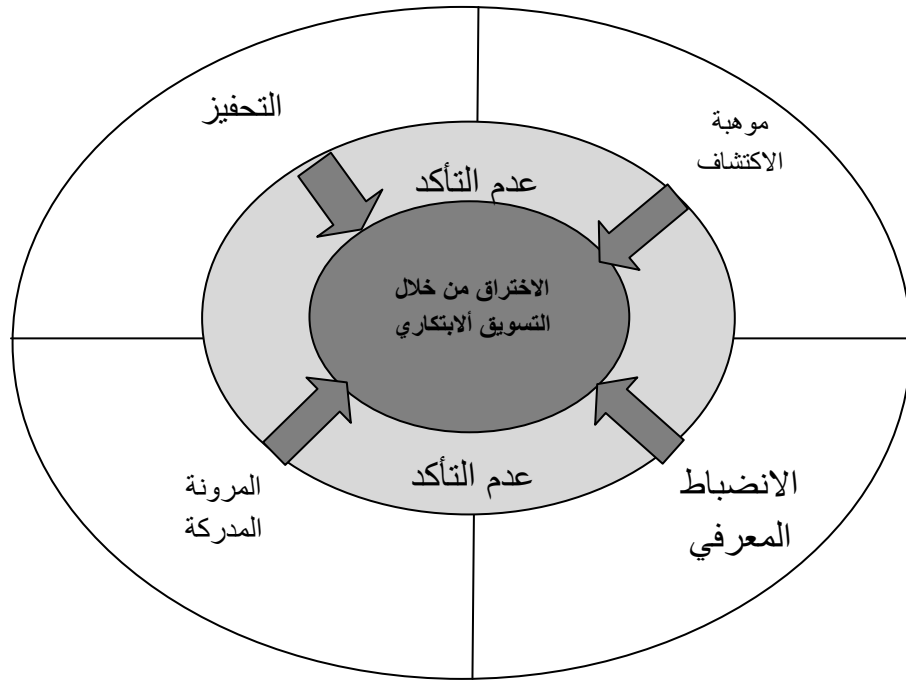 موهبة
الاكتشاف
التحفيز
عدم التأكد
الاختراق من خلال
التسويق ألابتكاري
عدم التأكد
الانضباط
المعرفي
المرونة
المدركة